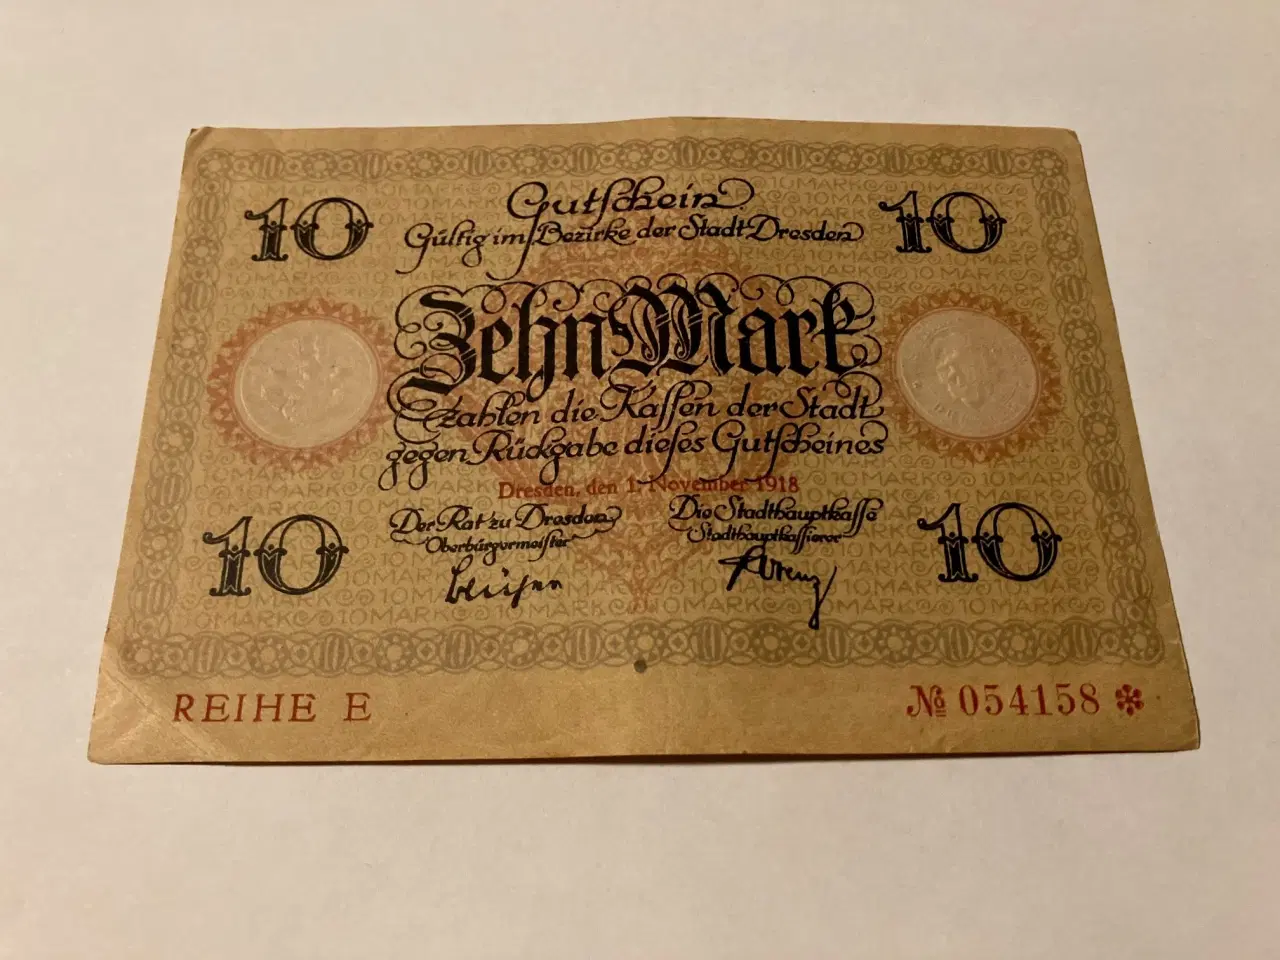 10 Gutschein 10
Gültig im Bezirke der Stadt Dresden
Zehn Mark
zahlen die Kassen der Stadt
gegen Rückgabe dieses Gutscheines
Dresden, den 1. November 1918
Der Rat zu Dresden
Oberbürgermeister
Die Stadthauptkasse
Stadthauptkassierer
10 10
REIHE E
№ 054158